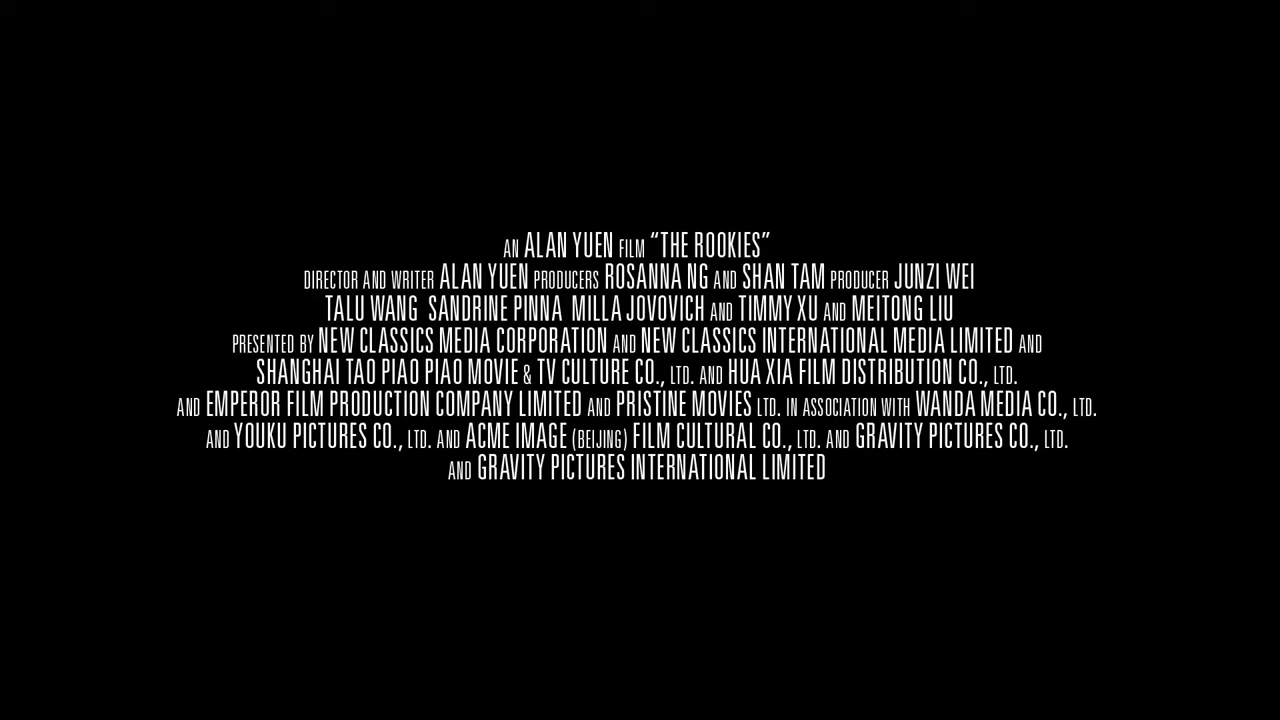 AN ALAN YUEN FILM “THE ROOKIES”
DIRECTOR AND WRITER ALAN YUEN PRODUCERS ROSANNA NG AND SHAN TAM PRODUCER JUNZI WEI
TALU WANG SANDRINE PINNA MILLA JOVOVICH AND TIMMY XU AND MEITONG LIU
PRESENTED BY NEW CLASSICS MEDIA CORPORATION AND NEW CLASSICS INTERNATIONAL MEDIA LIMITED AND
SHANGHAI TAO PIAO PIAO MOVIE & TV CULTURE CO., LTD. AND HUA XIA FILM DISTRIBUTION CO., LTD.
AND EMPEROR FILM PRODUCTION COMPANY LIMITED AND PRISTINE MOVIES LTD. IN ASSOCIATION WITH WANDA MEDIA CO., LTD.
AND YOUKU PICTURES CO., LTD. AND ACME IMAGE (BEIJING) FILM CULTURAL CO., LTD. AND GRAVITY PICTURES CO., LTD.
AND GRAVITY PICTURES INTERNATIONAL LIMITED